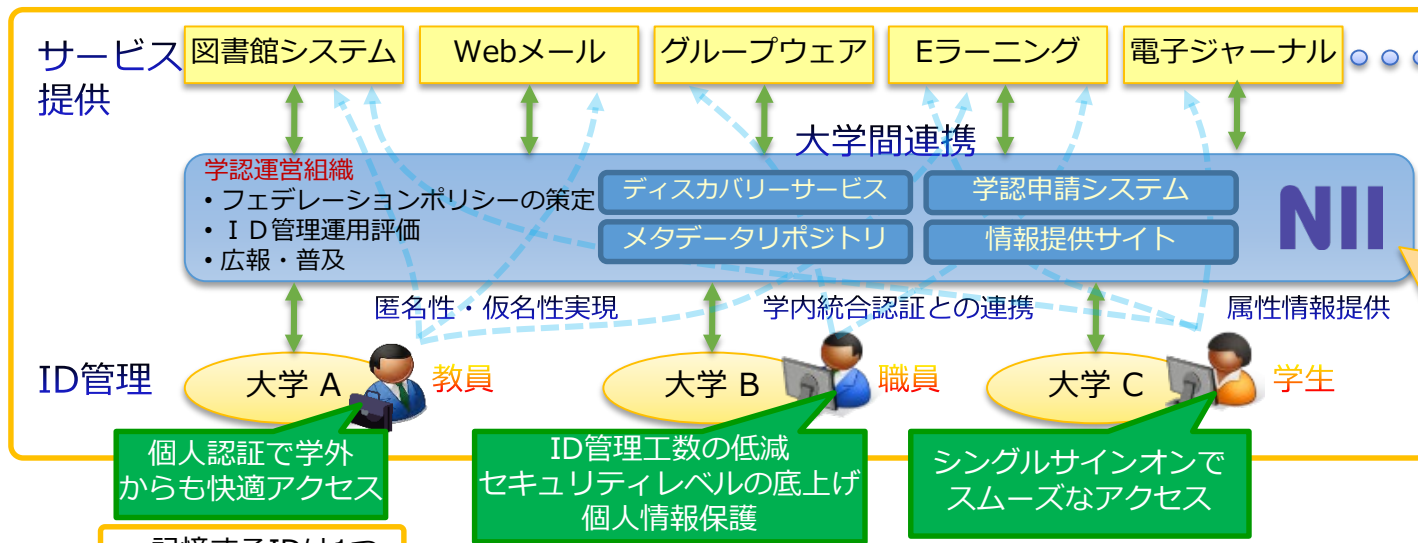 サービス
提供
図書館システム
Webメール
グループウェア
Eラーニング
電子ジャーナル
大学間連携
学認運営組織
・フェデレーションポリシーの策定
・ＩＤ管理運用評価
・広報・普及
ディスカバリーサービス
学認申請システム
メタデータリポジトリ
情報提供サイト
NII
匿名性・仮名性実現
学内統合認証との連携
属性情報提供
ID管理
大学 A
教員
大学 B
職員
大学 C
学生
個人認証で学外
からも快適アクセス
ID管理工数の低減
セキュリティレベルの底上げ
個人情報保護
シングルサインオンで
スムーズなアクセス
記憶するIDは1つ